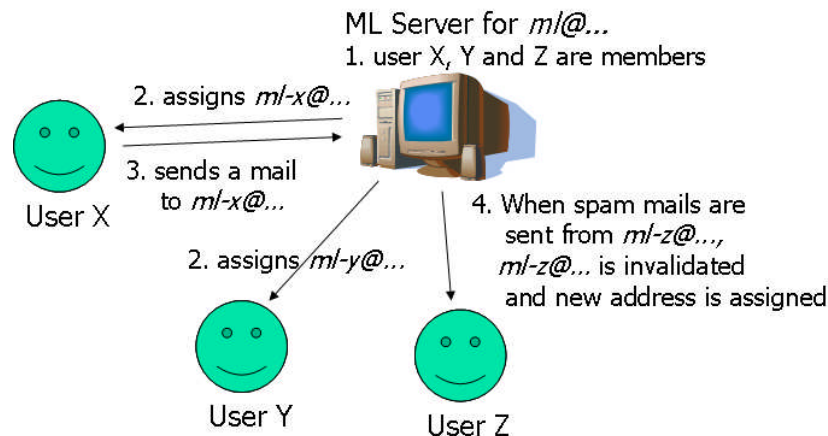 ML Server for ml@...
1. user X, Y and Z are members
2. assigns ml-x@...
3. sends a mail
to ml-x@...
User X
4. When spam mails are
sent from ml-z@...,
ml-z@... is invalidated
and new address is assigned
2. assigns ml-y@...
User Y
User Z